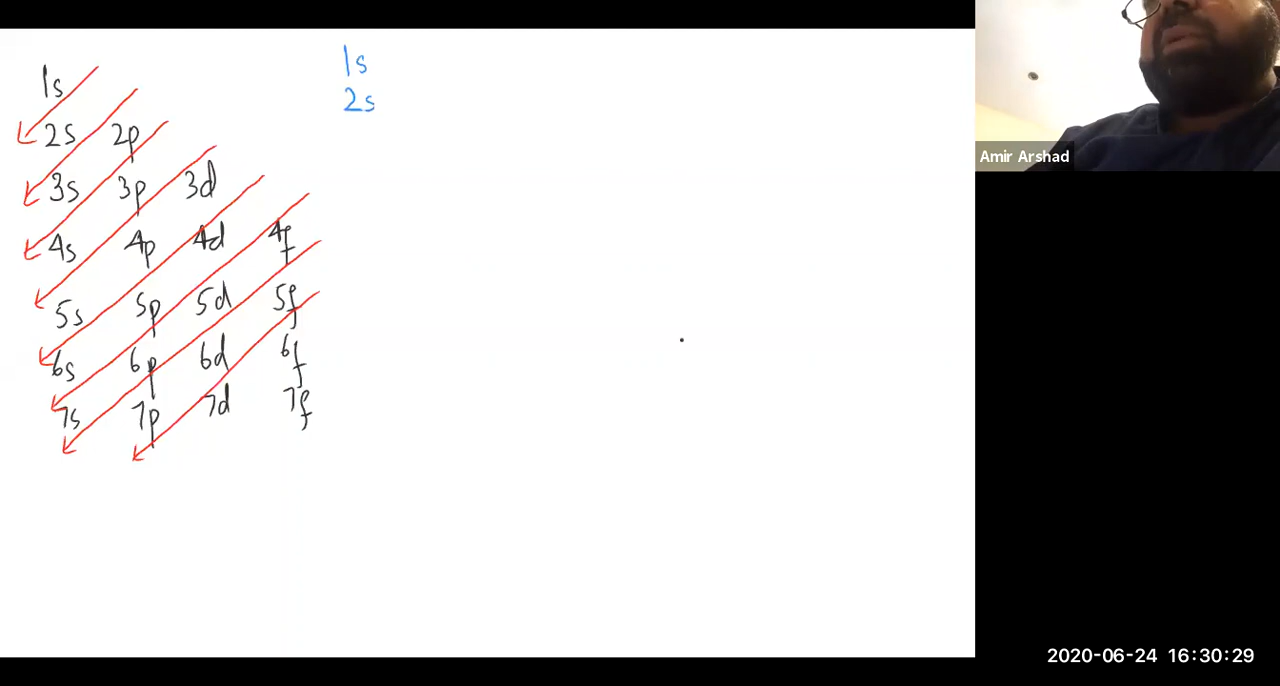 1s
2s 2p
3s 3p 3d
4s 4p 4d 4f
5s 5p 5d 5f
6s 6p 6d 6f
7s 7p 7d 7f
1s
2s
Amir Arshad
2020-06-24 16:30:29